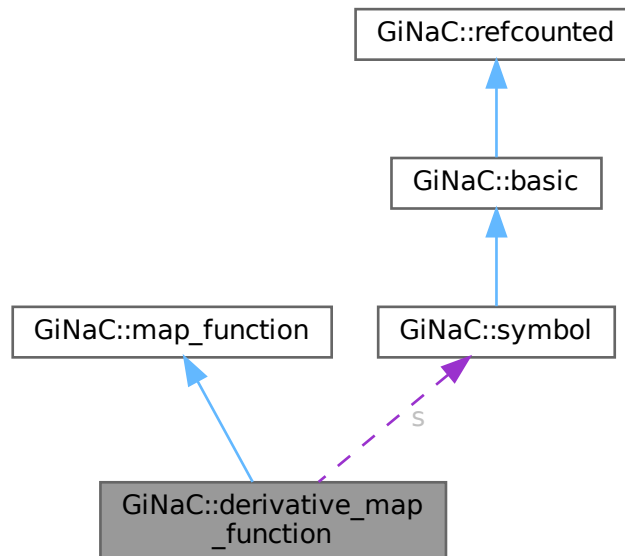 GiNaC::refcounted
GiNaC::basic
GiNaC::map_function
GiNaC::symbol
s
GiNaC::derivative_map
_function